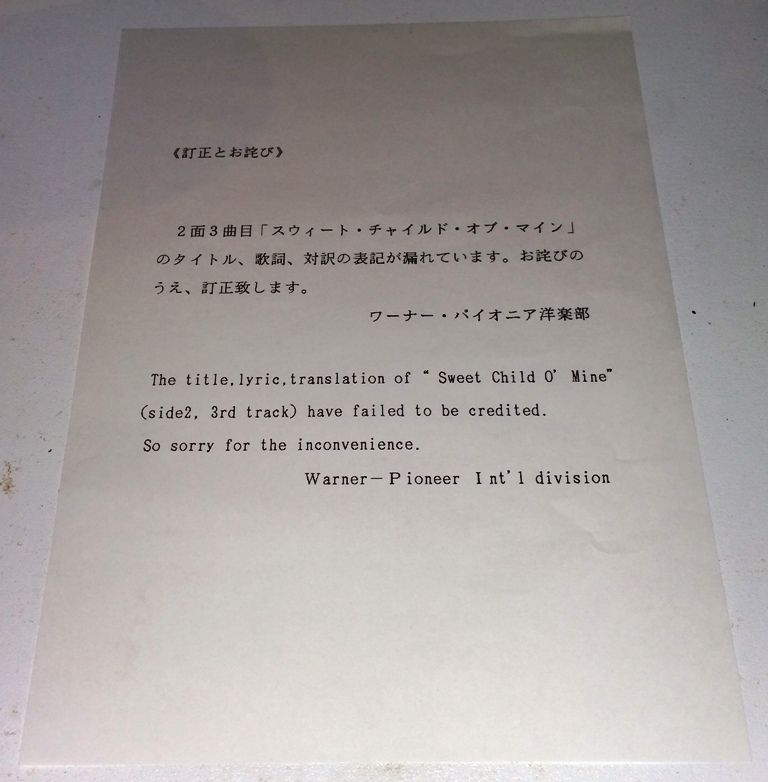 《訂正とお詫び》
2面3曲目「スウィート・チャイルド・オブ・マイン」
のタイトル、歌詞、対訳の表記が漏れています。お詫びの
うえ、訂正致します。
ワーナー・パイオニア洋楽部
The title,lyric,translation of “ Sweet Child O’ Mine”
(side2, 3rd track) have failed to be credited.
So sorry for the inconvenience.
Warner－Pioneer Int’l division